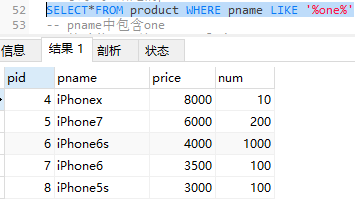 52 SELECT*FROM product WHERE pname LIKE '%one%'
53 -- pname中包含one
信息 结果 1 剖析 状态
pid pname price num
4 iPhonex 8000 10
5 iPhone7 6000 200
6 iPhone6s 4000 1000
7 iPhone6 3500 100
8 iPhone5s 3000 100